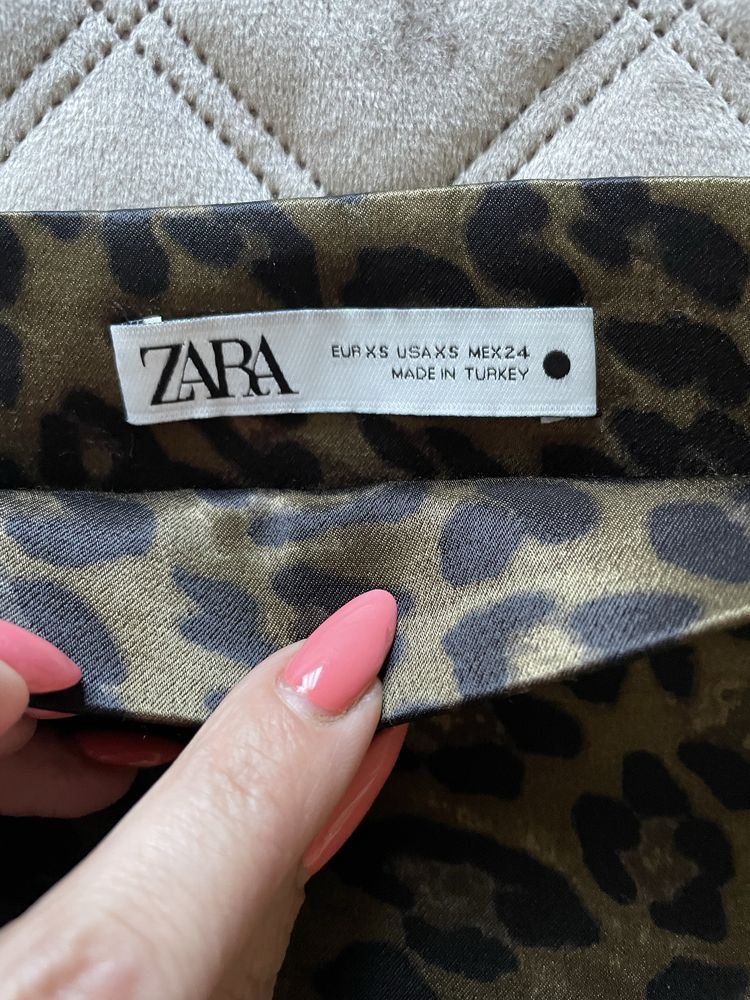 ZARA
EUR XS USA XS MEX 24
MADE IN TURKEY